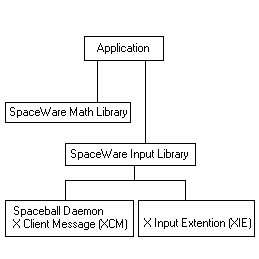 Application
SpaceWare Math Library
SpaceWare Input Library
Spaceball Daemon
X Client Message (XCM)
X Input Extention (XIE)